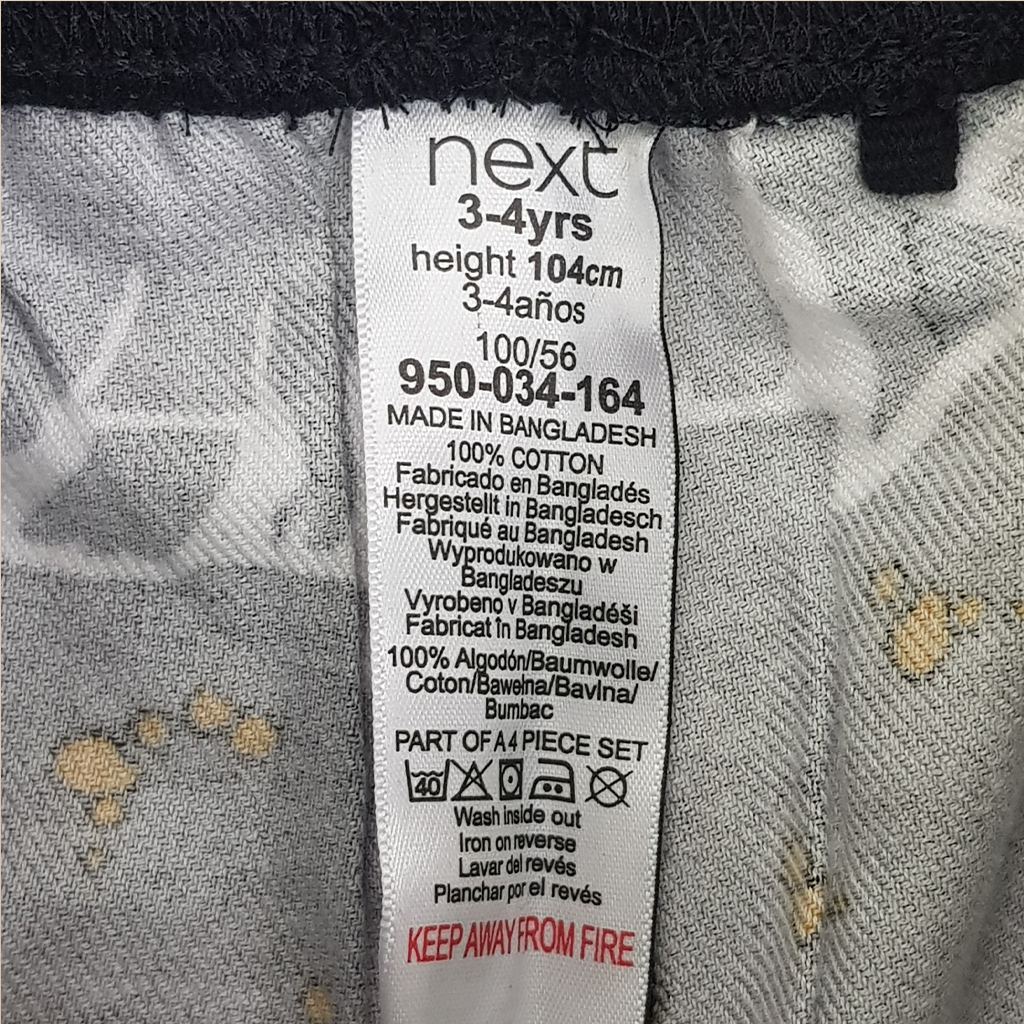 next
3-4yrs
height 104cm
3-4años
100/56
950-034-164
MADE IN BANGLADESH
100% COTTON
Fabricado en Bangladés
Hergestellt in Bangladesch
Fabriqué au Bangladesh
Wyprodukowano w
Bangladeszu
Vyrobeno v Bangladéši
Fabricat în Bangladesh
100% Algodón/Baumwolle/
Coton/Bawełna/Bavlna/
Bumbac
PART OF A 4 PIECE SET
40
Wash inside out
Iron on reverse
Lavar del revés
Planchar por el revés
KEEP AWAY FROM FIRE